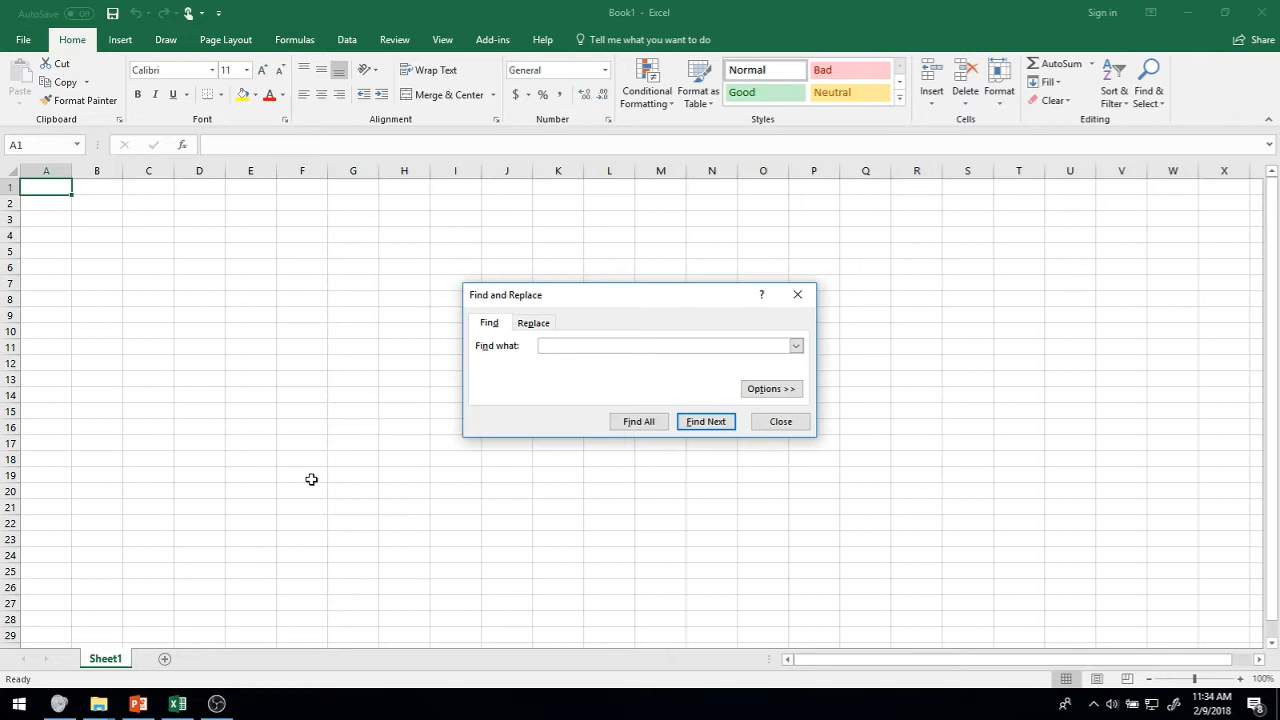 AutoSave Off Book1 - Excel Sign in
File Home Insert Draw Page Layout Formulas Data Review View Add-ins Help Tell me what you want to do Share
Paste
Cut
Copy
Format Painter
Clipboard
Calibri 11
B I U
Font
Wrap Text
Merge & Center
Alignment
General
$ % ,
Number
Conditional
Formatting
Format as
Table
Normal Bad
Good Neutral
Styles
Insert Delete Format
Cells
AutoSum
Fill
Clear
Sort &
Filter
Find &
Select
Editing
A1 fx
A B C D E F G H I J K L M N O P Q R S T U V W X
1
2
3
4
5
6
7
8
9
10
11
12
13
14
15
16
17
18
19
20
21
22
23
24
25
26
27
28
29
Find and Replace ?
Find Replace
Find what:
Options >>
Find All Find Next Close
Sheet1
Ready 100%
11:34 AM
2/9/2018
8